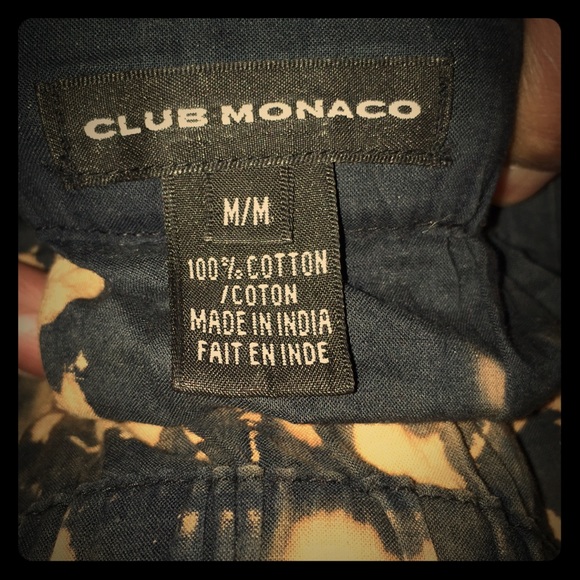 CLUB MONACO
M/M
100% COTTON
/COTON
MADE IN INDIA
FAIT EN INDE